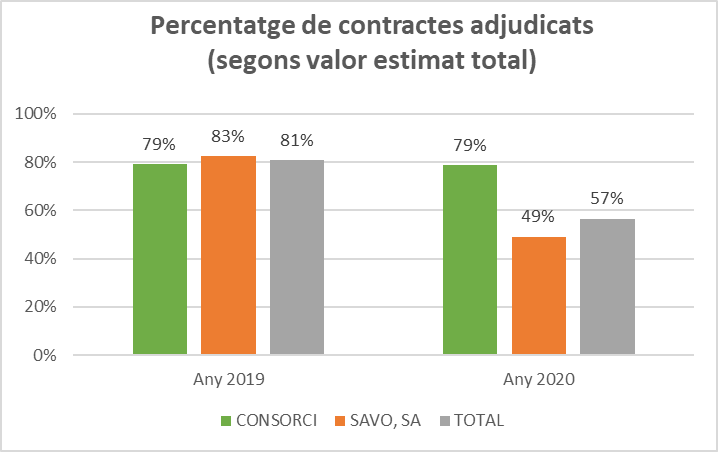 Percentatge de contractes adjudicats
(segons valor estimat total)
100%
80%
60%
40%
20%
0%
79%
83%
81%
79%
49%
57%
Any 2019
Any 2020
CONSORCI
SAVO, SA
TOTAL